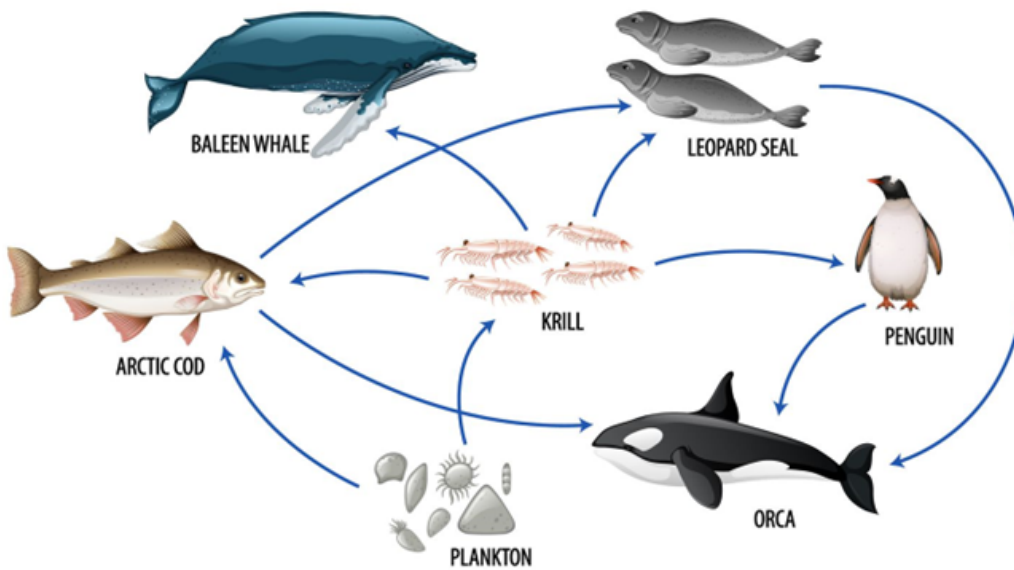 BALEEN WHALE
LEOPARD SEAL
ARCTIC COD
KRILL
PENGUIN
PLANKTON
ORCA